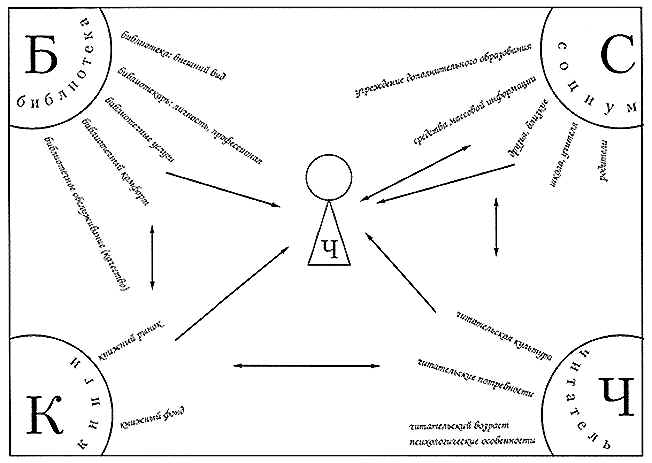 Б
библиотека
библиотека: внешний вид
библиотекарь: личность, профессионал
библиотечные услуги
библиотечный комфорт
библиотечное обслуживание (качество)
С
социум
учреждение дополнительного образования
средства массовой информации
друзья, близкие
школа, учителя
родители
Ч
К
книги
книжный рынок
книжный фонд
Ч
читатель
читательская культура
читательские потребности
читательский возраст
психологические особенности